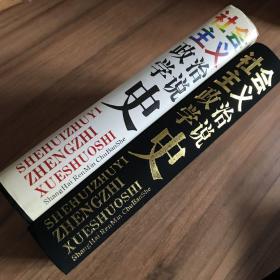 社会
主义
政治
学说
史
SHEHUIZHUYI
ZHENGZHI
XUESHUOSHI
ShangHai RenMin ChuBanShe
社会
主义
政治
学说
史
SHEHUIZHUYI
ZHENGZHI
XUESHUOSHI
ShangHai RenMin ChuBanShe